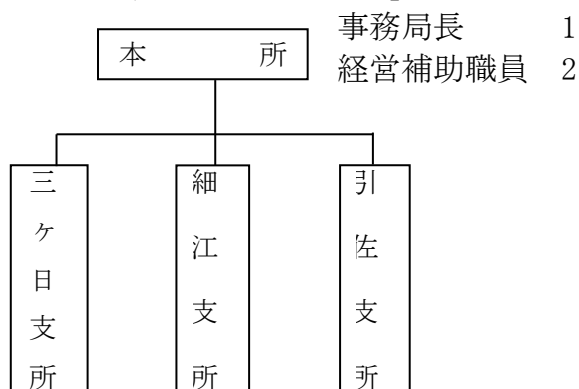 事務局長 1
本 所
経営補助職員 2
三ヶ日支所
細江支所
引佐支所